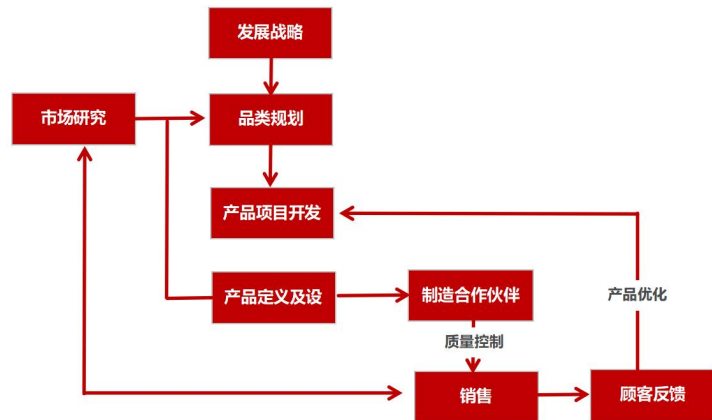 发展战略
市场研究
品类规划
产品项目开发
产品定义及设
制造合作伙伴
产品优化
质量控制
销售
顾客反馈